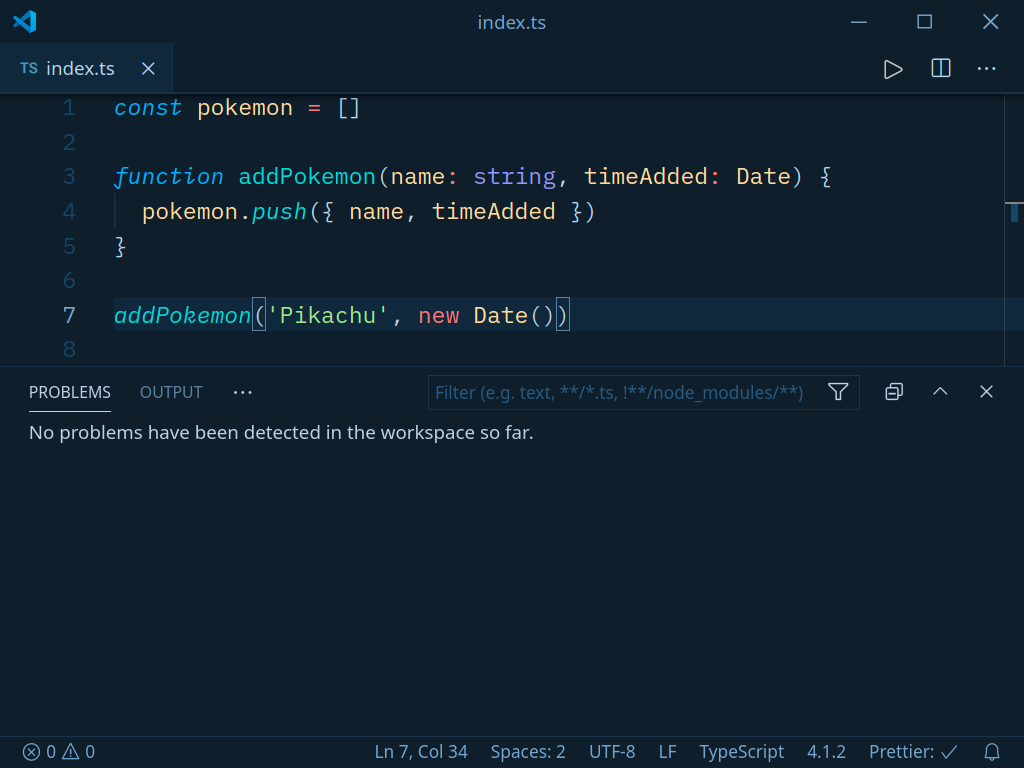 index.ts
TS index.ts
1 const pokemon = []
2
3 function addPokemon(name: string, timeAdded: Date) {
4 pokemon.push({ name, timeAdded })
5 }
6
7 addPokemon('Pikachu', new Date())
8
PROBLEMS OUTPUT ··· Filter (e.g. text, **/*.ts, !**/node_modules/**)
No problems have been detected in the workspace so far.
0 0 Ln 7, Col 34 Spaces: 2 UTF-8 LF TypeScript 4.1.2 Prettier: ✓